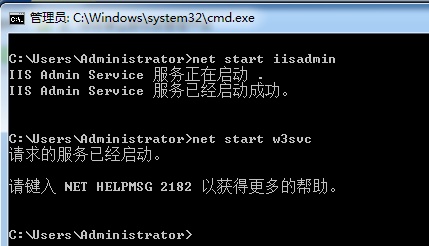 管理员: C:\Windows\system32\cmd.exe
C:\Users\Administrator>net start iisadmin
IIS Admin Service 服务正在启动 .
IIS Admin Service 服务已经启动成功。
C:\Users\Administrator>net start w3svc
请求的服务已经启动。
请键入 NET HELPMSG 2182 以获得更多的帮助。
C:\Users\Administrator>